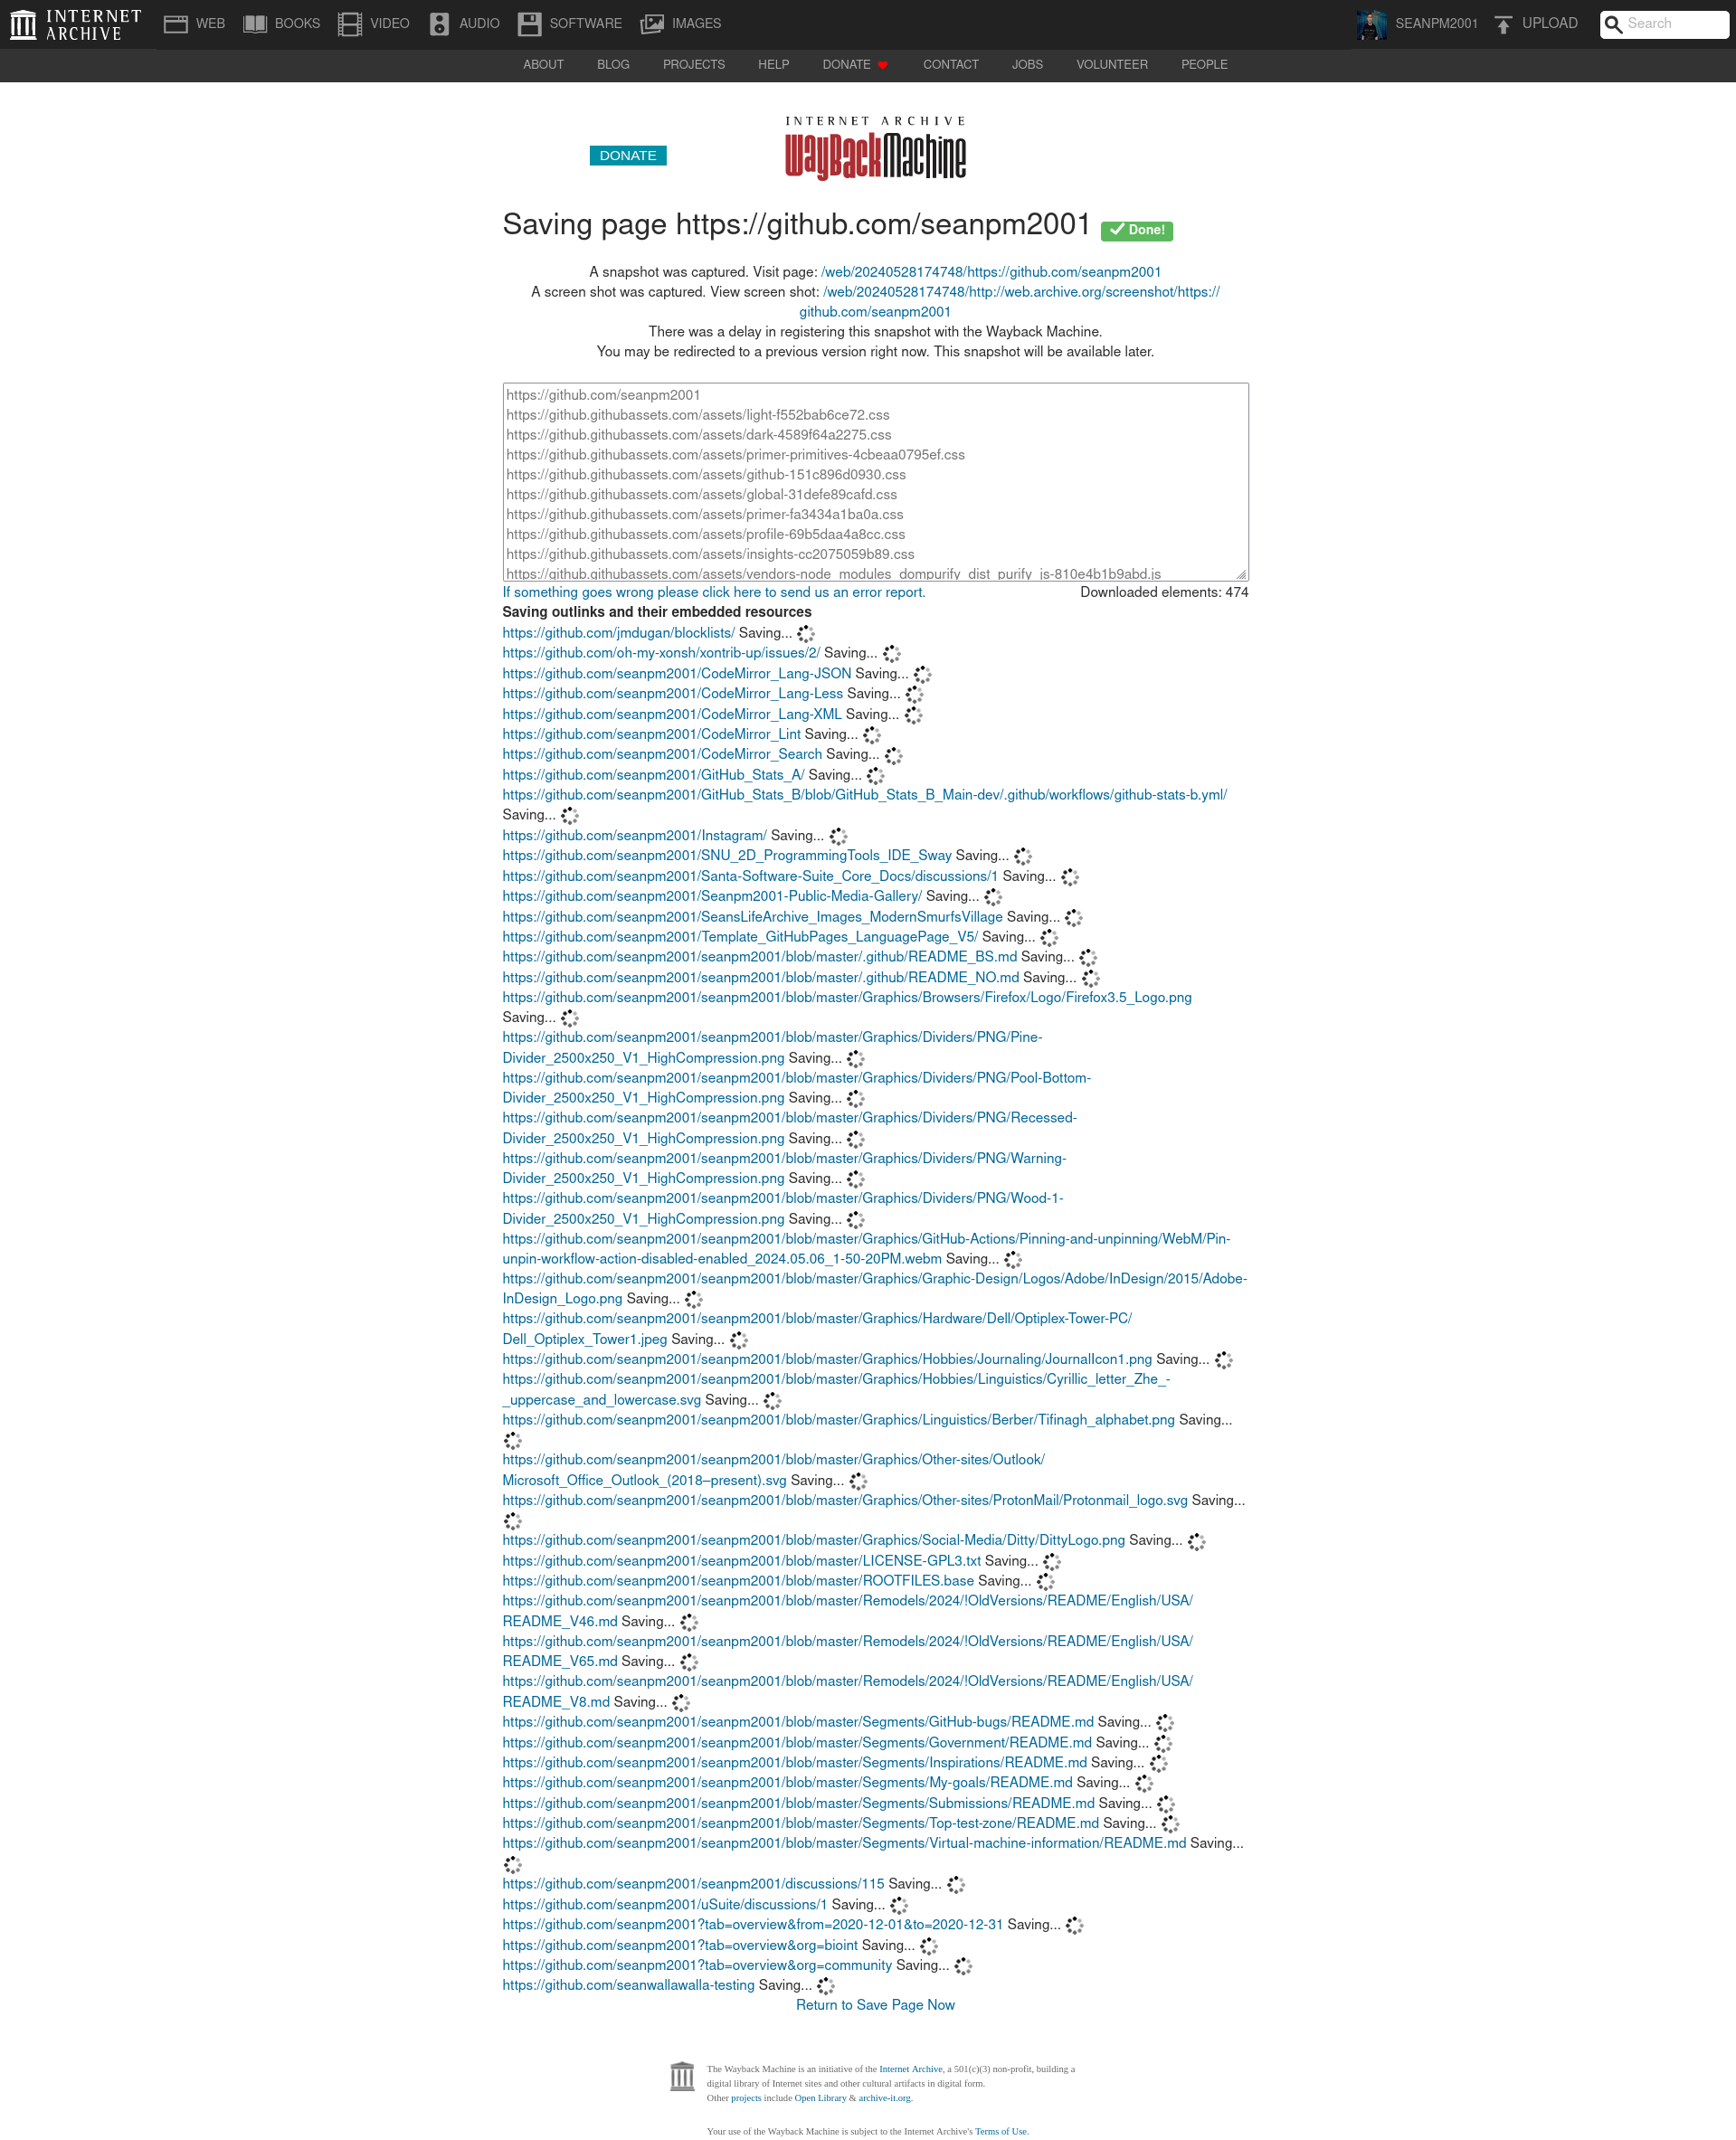 INTERNET ARCHIVE
WEB BOOKS VIDEO AUDIO SOFTWARE IMAGES SEANPM2001 UPLOAD Search
ABOUT BLOG PROJECTS HELP DONATE CONTACT JOBS VOLUNTEER PEOPLE
INTERNET ARCHIVE
DONATE WayBackMachine
Saving page https://github.com/seanpm2001 Done!
A snapshot was captured. Visit page: /web/20240528174748/https://github.com/seanpm2001
A screen shot was captured. View screen shot: /web/20240528174748/http://web.archive.org/screenshot/https://
github.com/seanpm2001
There was a delay in registering this snapshot with the Wayback Machine.
You may be redirected to a previous version right now. This snapshot will be available later.
https://github.com/seanpm2001
https://github.githubassets.com/assets/light-f552bab6ce72.css
https://github.githubassets.com/assets/dark-4589f64a2275.css
https://github.githubassets.com/assets/primer-primitives-4cbeaa0795ef.css
https://github.githubassets.com/assets/github-151c896d0930.css
https://github.githubassets.com/assets/global-31defe89cafd.css
https://github.githubassets.com/assets/primer-fa3434a1ba0a.css
https://github.githubassets.com/assets/profile-69b5daa4a8cc.css
https://github.githubassets.com/assets/insights-cc2075059b89.css
https://github.githubassets.com/assets/vendors-node_modules_dompurify_dist_purify_js-810e4b1b9abd.js
If something goes wrong please click here to send us an error report. Downloaded elements: 474
Saving outlinks and their embedded resources
https://github.com/jmdugan/blocklists/ Saving...
https://github.com/oh-my-xonsh/xontrib-up/issues/2/ Saving...
https://github.com/seanpm2001/CodeMirror_Lang-JSON Saving...
https://github.com/seanpm2001/CodeMirror_Lang-Less Saving...
https://github.com/seanpm2001/CodeMirror_Lang-XML Saving...
https://github.com/seanpm2001/CodeMirror_Lint Saving...
https://github.com/seanpm2001/CodeMirror_Search Saving...
https://github.com/seanpm2001/GitHub_Stats_A/ Saving...
https://github.com/seanpm2001/GitHub_Stats_B/blob/GitHub_Stats_B_Main-dev/.github/workflows/github-stats-b.yml/
Saving...
https://github.com/seanpm2001/Instagram/ Saving...
https://github.com/seanpm2001/SNU_2D_ProgrammingTools_IDE_Sway Saving...
https://github.com/seanpm2001/Santa-Software-Suite_Core_Docs/discussions/1 Saving...
https://github.com/seanpm2001/Seanpm2001-Public-Media-Gallery/ Saving...
https://github.com/seanpm2001/SeansLifeArchive_Images_ModernSmurfsVillage Saving...
https://github.com/seanpm2001/Template_GitHubPages_LanguagePage_V5/ Saving...
https://github.com/seanpm2001/seanpm2001/blob/master/.github/README_BS.md Saving...
https://github.com/seanpm2001/seanpm2001/blob/master/.github/README_NO.md Saving...
https://github.com/seanpm2001/seanpm2001/blob/master/Graphics/Browsers/Firefox/Logo/Firefox3.5_Logo.png
Saving...
https://github.com/seanpm2001/seanpm2001/blob/master/Graphics/Dividers/PNG/Pine-
Divider_2500x250_V1_HighCompression.png Saving...
https://github.com/seanpm2001/seanpm2001/blob/master/Graphics/Dividers/PNG/Pool-Bottom-
Divider_2500x250_V1_HighCompression.png Saving...
https://github.com/seanpm2001/seanpm2001/blob/master/Graphics/Dividers/PNG/Recessed-
Divider_2500x250_V1_HighCompression.png Saving...
https://github.com/seanpm2001/seanpm2001/blob/master/Graphics/Dividers/PNG/Warning-
Divider_2500x250_V1_HighCompression.png Saving...
https://github.com/seanpm2001/seanpm2001/blob/master/Graphics/Dividers/PNG/Wood-1-
Divider_2500x250_V1_HighCompression.png Saving...
https://github.com/seanpm2001/seanpm2001/blob/master/Graphics/GitHub-Actions/Pinning-and-unpinning/WebM/Pin-
unpin-workflow-action-disabled-enabled_2024.05.06_1-50-20PM.webm Saving...
https://github.com/seanpm2001/seanpm2001/blob/master/Graphics/Graphic-Design/Logos/Adobe/InDesign/2015/Adobe-
InDesign_Logo.png Saving...
https://github.com/seanpm2001/seanpm2001/blob/master/Graphics/Hardware/Dell/Optiplex-Tower-PC/
Dell_Optiplex_Tower1.jpeg Saving...
https://github.com/seanpm2001/seanpm2001/blob/master/Graphics/Hobbies/Journaling/JournalIcon1.png Saving...
https://github.com/seanpm2001/seanpm2001/blob/master/Graphics/Hobbies/Linguistics/Cyrillic_letter_Zhe_-
_uppercase_and_lowercase.svg Saving...
https://github.com/seanpm2001/seanpm2001/blob/master/Graphics/Linguistics/Berber/Tifinagh_alphabet.png Saving...
https://github.com/seanpm2001/seanpm2001/blob/master/Graphics/Other-sites/Outlook/
Microsoft_Office_Outlook_(2018–present).svg Saving...
https://github.com/seanpm2001/seanpm2001/blob/master/Graphics/Other-sites/ProtonMail/Protonmail_logo.svg Saving...
https://github.com/seanpm2001/seanpm2001/blob/master/Graphics/Social-Media/Ditty/DittyLogo.png Saving...
https://github.com/seanpm2001/seanpm2001/blob/master/LICENSE-GPL3.txt Saving...
https://github.com/seanpm2001/seanpm2001/blob/master/ROOTFILES.base Saving...
https://github.com/seanpm2001/seanpm2001/blob/master/Remodels/2024/!OldVersions/README/English/USA/
README_V46.md Saving...
https://github.com/seanpm2001/seanpm2001/blob/master/Remodels/2024/!OldVersions/README/English/USA/
README_V65.md Saving...
https://github.com/seanpm2001/seanpm2001/blob/master/Remodels/2024/!OldVersions/README/English/USA/
README_V8.md Saving...
https://github.com/seanpm2001/seanpm2001/blob/master/Segments/GitHub-bugs/README.md Saving...
https://github.com/seanpm2001/seanpm2001/blob/master/Segments/Government/README.md Saving...
https://github.com/seanpm2001/seanpm2001/blob/master/Segments/Inspirations/README.md Saving...
https://github.com/seanpm2001/seanpm2001/blob/master/Segments/My-goals/README.md Saving...
https://github.com/seanpm2001/seanpm2001/blob/master/Segments/Submissions/README.md Saving...
https://github.com/seanpm2001/seanpm2001/blob/master/Segments/Top-test-zone/README.md Saving...
https://github.com/seanpm2001/seanpm2001/blob/master/Segments/Virtual-machine-information/README.md Saving...
https://github.com/seanpm2001/seanpm2001/discussions/115 Saving...
https://github.com/seanpm2001/uSuite/discussions/1 Saving...
https://github.com/seanpm2001?tab=overview&from=2020-12-01&to=2020-12-31 Saving...
https://github.com/seanpm2001?tab=overview&org=bioint Saving...
https://github.com/seanpm2001?tab=overview&org=community Saving...
https://github.com/seanwallawalla-testing Saving...
Return to Save Page Now
The Wayback Machine is an initiative of the Internet Archive, a 501(c)(3) non-profit, building a
digital library of Internet sites and other cultural artifacts in digital form.
Other projects include Open Library & archive-it.org.
Your use of the Wayback Machine is subject to the Internet Archive's Terms of Use.